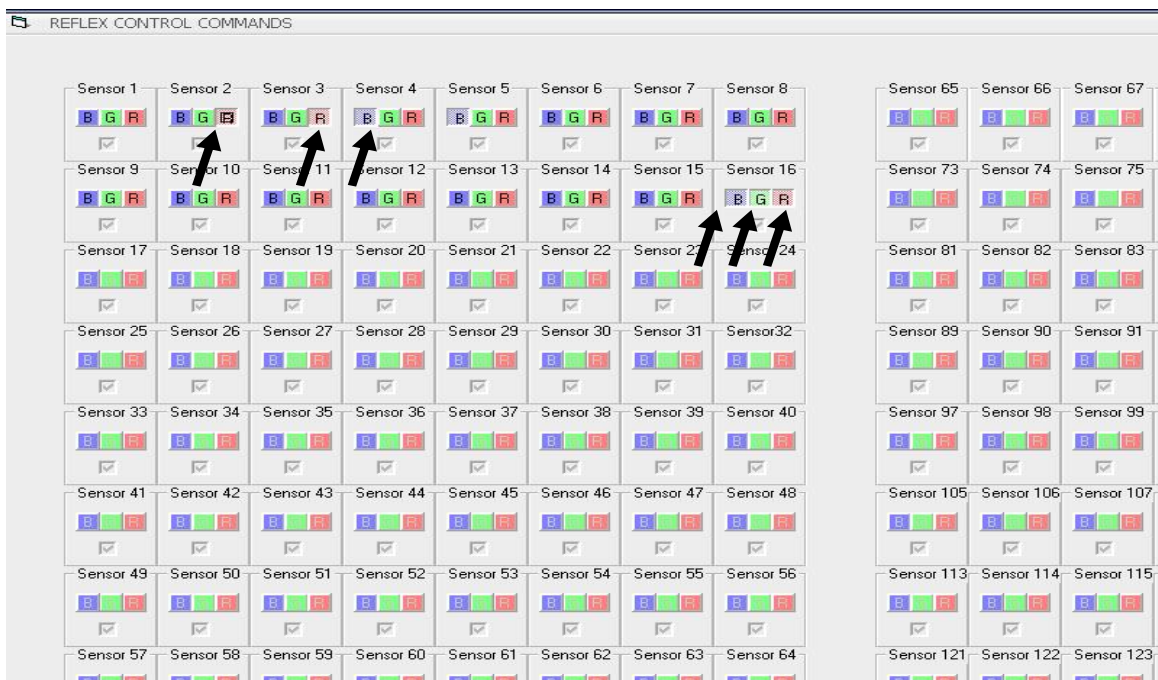 REFLEX CONTROL COMMANDS
Sensor 1 Sensor 2 Sensor 3 Sensor 4 Sensor 5 Sensor 6 Sensor 7 Sensor 8 Sensor 65 Sensor 66 Sensor 67
B G R B G R B G R B G R B G R B G R B G R B G R B R B R B R
Sensor 9 Sensor 10 Sensor 11 Sensor 12 Sensor 13 Sensor 14 Sensor 15 Sensor 16 Sensor 73 Sensor 74 Sensor 75
B G R B G R B G R B G R B G R B G R B G R B G R B R B R B R
Sensor 17 Sensor 18 Sensor 19 Sensor 20 Sensor 21 Sensor 22 Sensor 23 Sensor 24 Sensor 81 Sensor 82 Sensor 83
B R B R B R B R B R B R B R B R B R B R B R
Sensor 25 Sensor 26 Sensor 27 Sensor 28 Sensor 29 Sensor 30 Sensor 31 Sensor32 Sensor 89 Sensor 90 Sensor 91
B R B R B R B R B R B R B R B R B R B R B R
Sensor 33 Sensor 34 Sensor 35 Sensor 36 Sensor 37 Sensor 38 Sensor 39 Sensor 40 Sensor 97 Sensor 98 Sensor 99
B R B R B R B R B R B R B R B R B R B R B R
Sensor 41 Sensor 42 Sensor 43 Sensor 44 Sensor 45 Sensor 46 Sensor 47 Sensor 48 Sensor 105 Sensor 106 Sensor 107
B R B R B R B R B R B R B R B R B R B R B R
Sensor 49 Sensor 50 Sensor 51 Sensor 52 Sensor 53 Sensor 54 Sensor 55 Sensor 56 Sensor 113 Sensor 114 Sensor 115
B R B R B R B R B R B R B R B R B R B R B R
Sensor 57 Sensor 58 Sensor 59 Sensor 60 Sensor 61 Sensor 62 Sensor 63 Sensor 64 Sensor 121 Sensor 122 Sensor 123